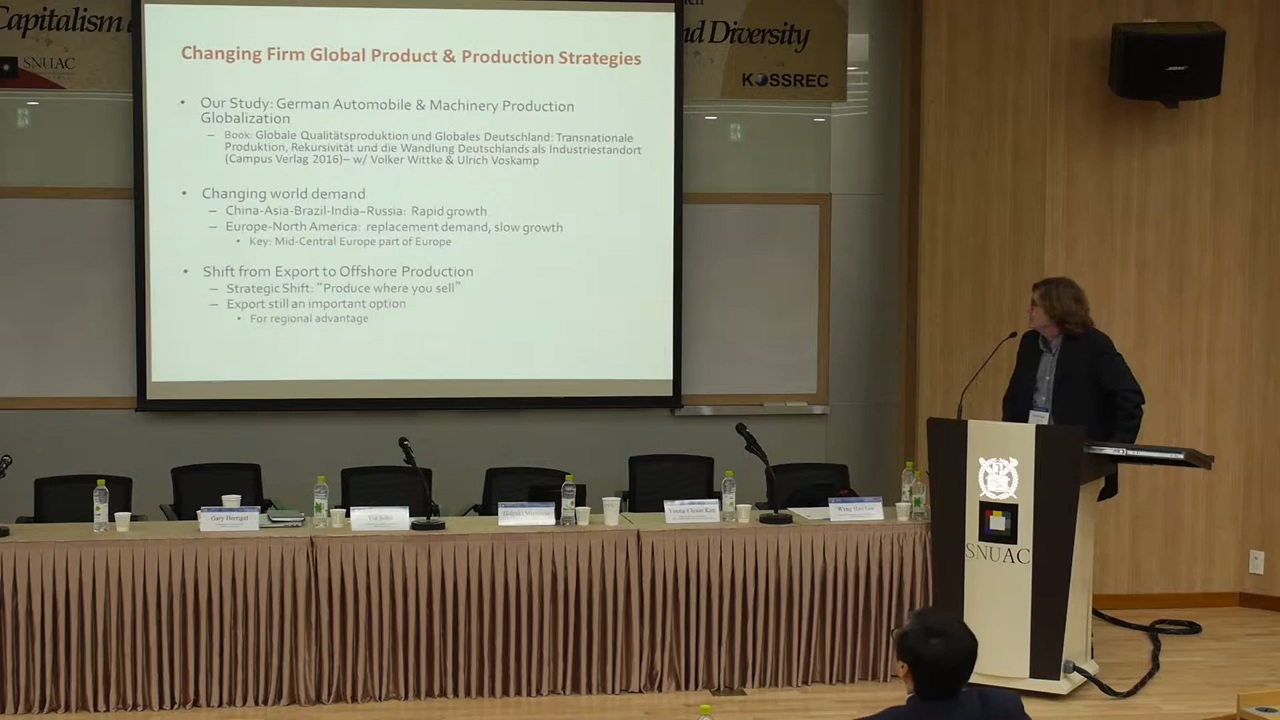 Capitalism
nd Diversity
SNUAC
KOSSREC
Changing Firm Global Product & Production Strategies
• Our Study: German Automobile & Machinery Production
Globalization
– Book: Globale Qualitätsproduktion und Globales Deutschland: Transnationale
Produktion, Rekursivität und die Wandlung Deutschlands als Industriestandort
(Campus Verlag 2016)– w/ Volker Wittke & Ulrich Voskamp
• Changing world demand
– China-Asia-Brazil-India–Russia: Rapid growth
– Europe-North America: replacement demand, slow growth
• Key: Mid-Central Europe part of Europe
• Shift from Export to Offshore Production
– Strategic Shift: "Produce where you sell"
– Export still an important option
• For regional advantage
BOSE
Gary Herrigel
SNUAC